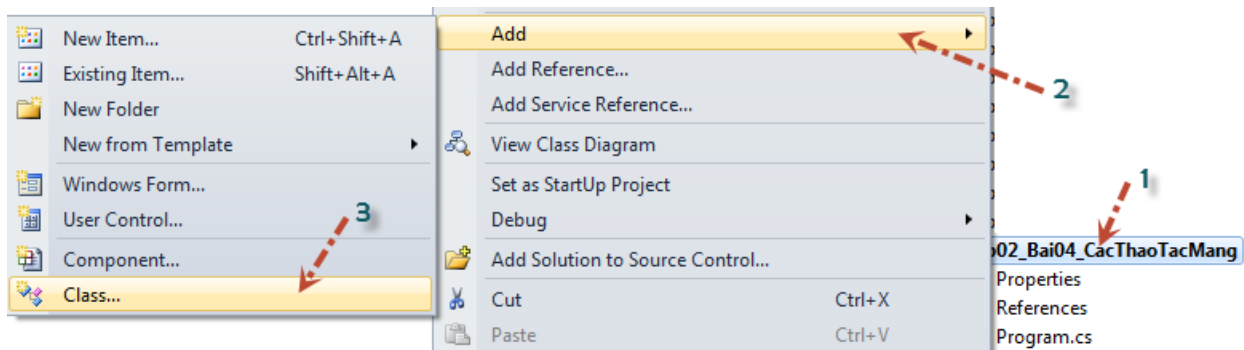 New Item... Ctrl+Shift+A
Existing Item... Shift+Alt+A
New Folder
New from Template
Windows Form...
User Control...
3
Component...
Class...
Add
Add Reference...
2
Add Service Reference...
View Class Diagram
Set as StartUp Project
1
Debug
Add Solution to Source Control...
Cut Ctrl+X
Paste Ctrl+V
02_Bai04_CacThaoTacMang
Properties
References
Program.cs